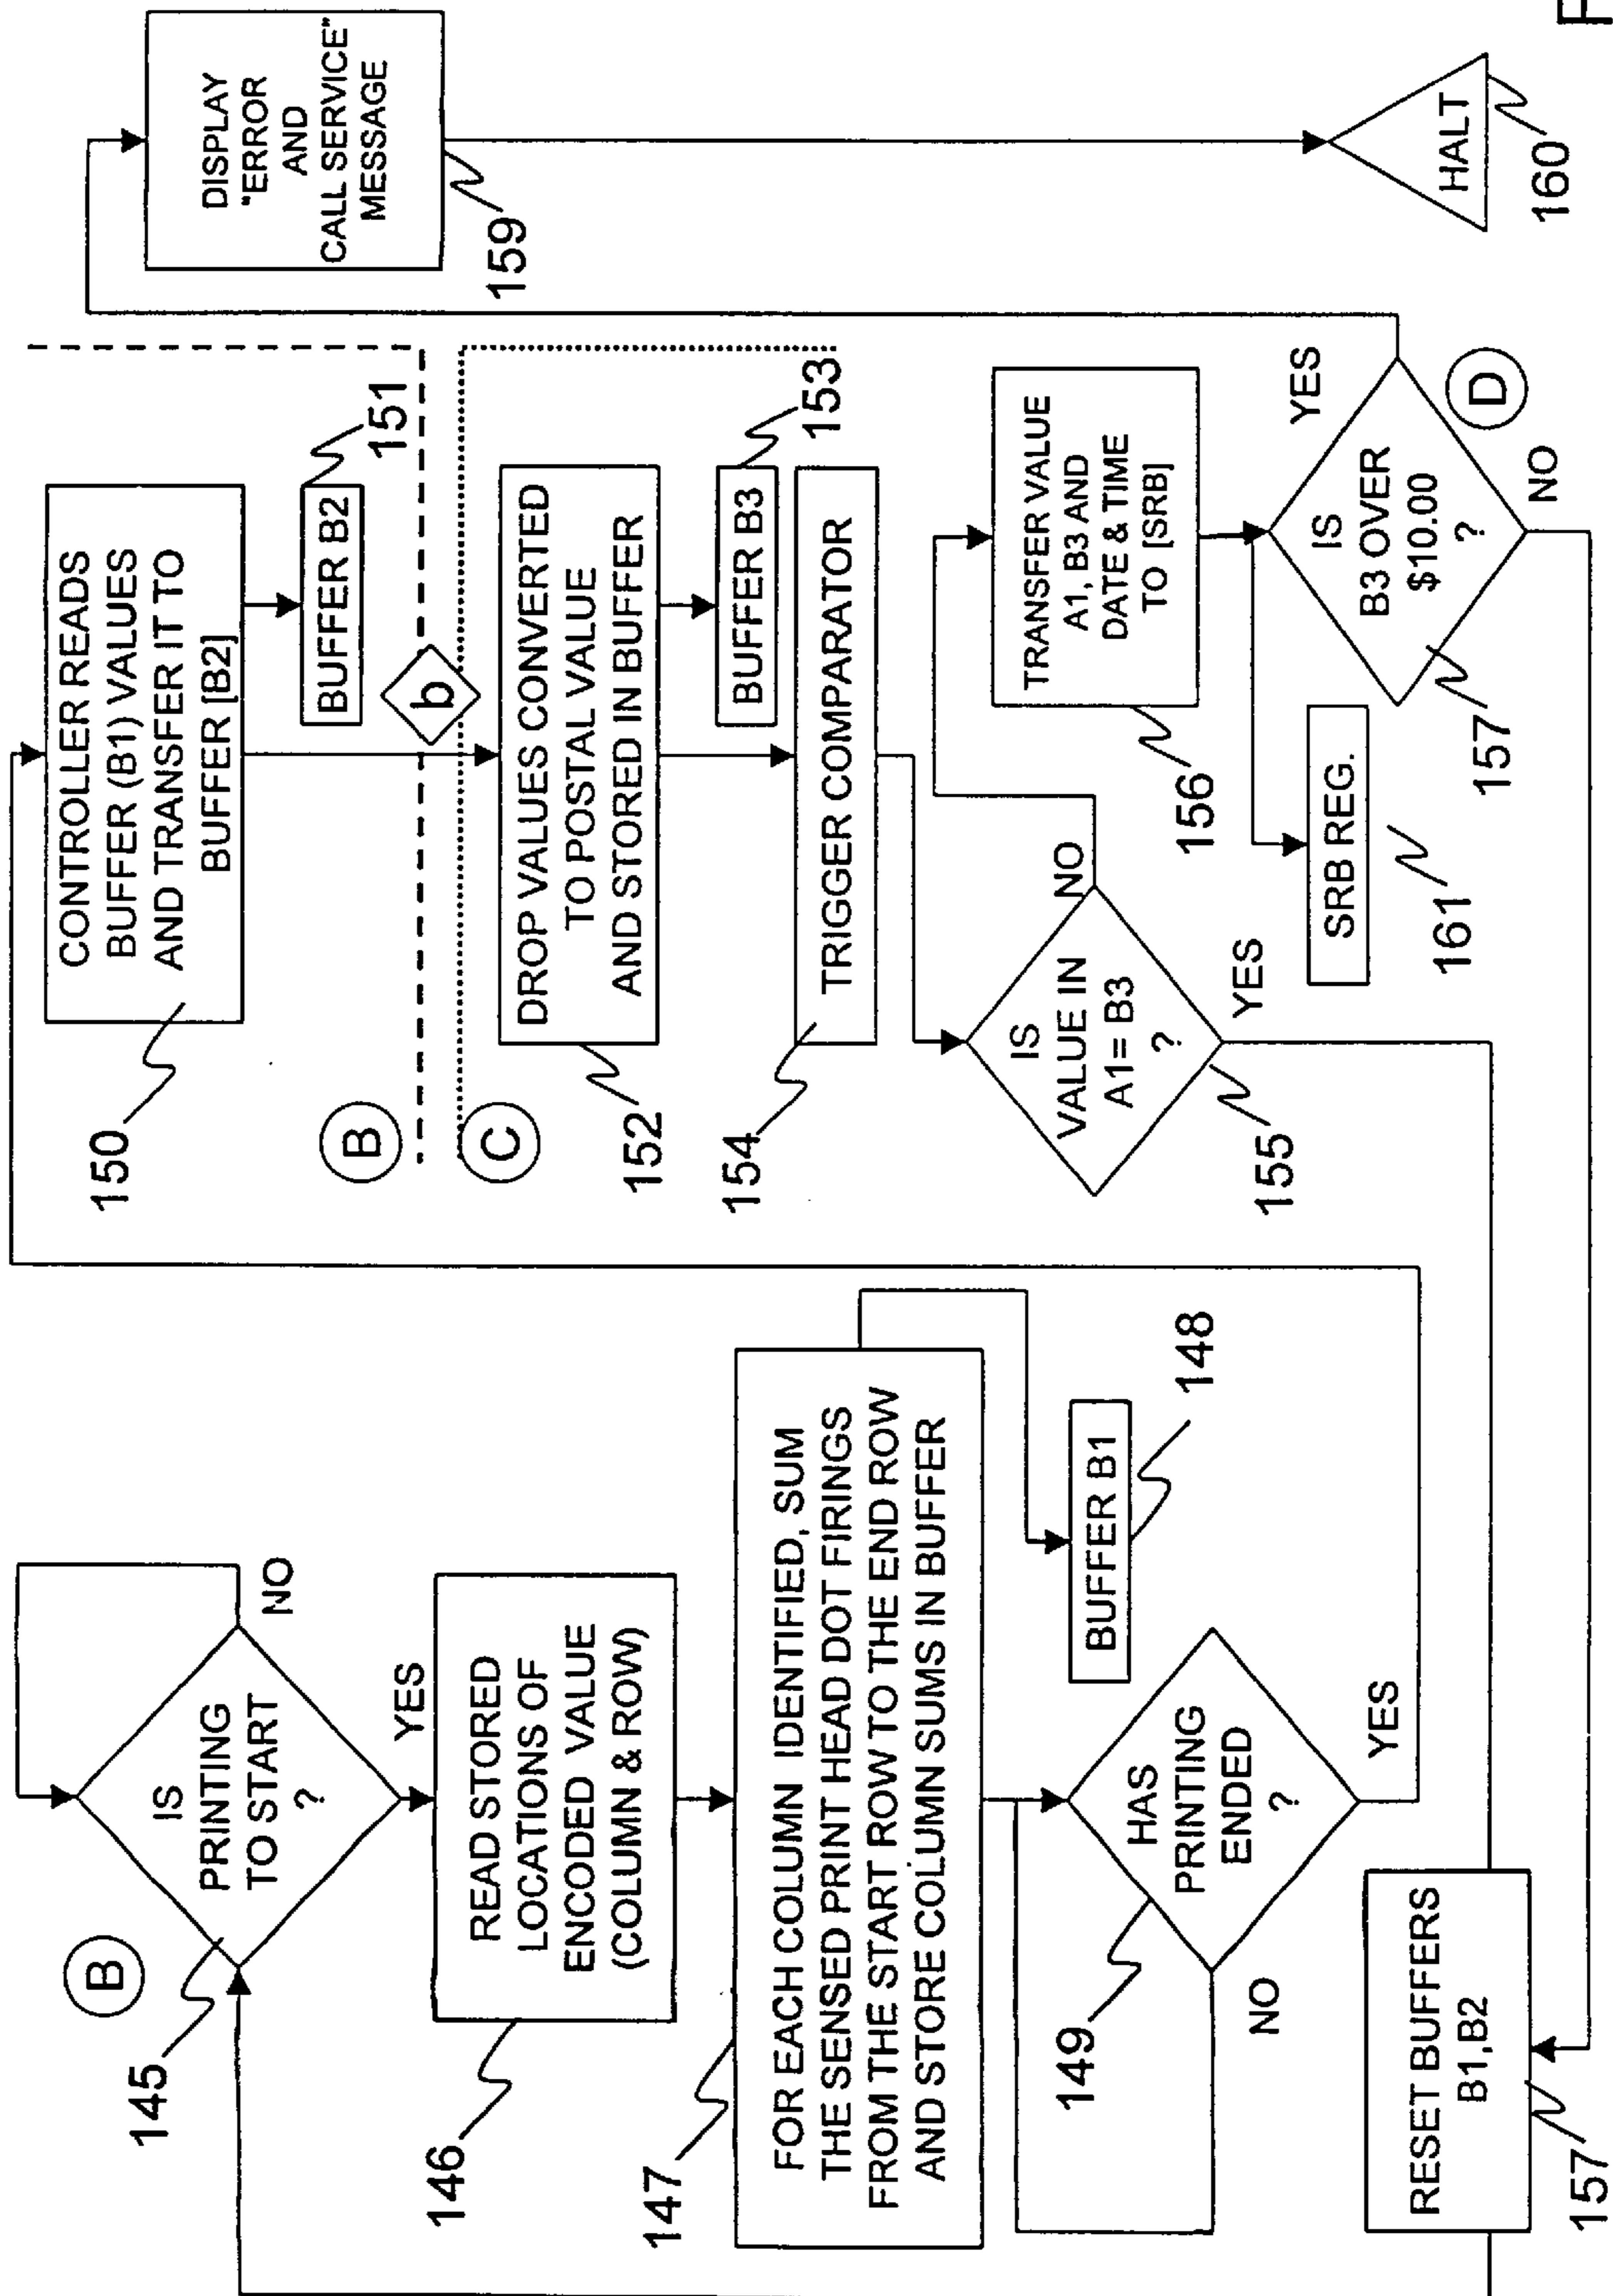 B
145
IS
PRINTING
TO START
?
NO
YES
146
READ STORED
LOCATIONS OF
ENCODED VALUE
(COLUMN & ROW)
147
FOR EACH COLUMN IDENTIFIED, SUM
THE SENSED PRINT HEAD DOT FIRINGS
FROM THE START ROW TO THE END ROW
AND STORE COLUMN SUMS IN BUFFER
BUFFER B1
148
149
HAS
PRINTING
ENDED
?
NO
YES
RESET BUFFERS
B1,B2
157
150
CONTROLLER READS
BUFFER (B1) VALUES
AND TRANSFER IT TO
BUFFER [B2]
BUFFER B2
151
B
b
C
152
DROP VALUES CONVERTED
TO POSTAL VALUE
AND STORED IN BUFFER
BUFFER B3
153
154
TRIGGER COMPARATOR
IS
VALUE IN
A1= B3
?
155
NO
YES
TRANSFER VALUE
A1, B3 AND
DATE & TIME
TO [SRB]
156
SRB REG.
161
IS
B3 OVER
$10.00
?
157
YES
NO
D
DISPLAY
"ERROR
AND
CALL SERVICE"
MESSAGE
159
HALT
160